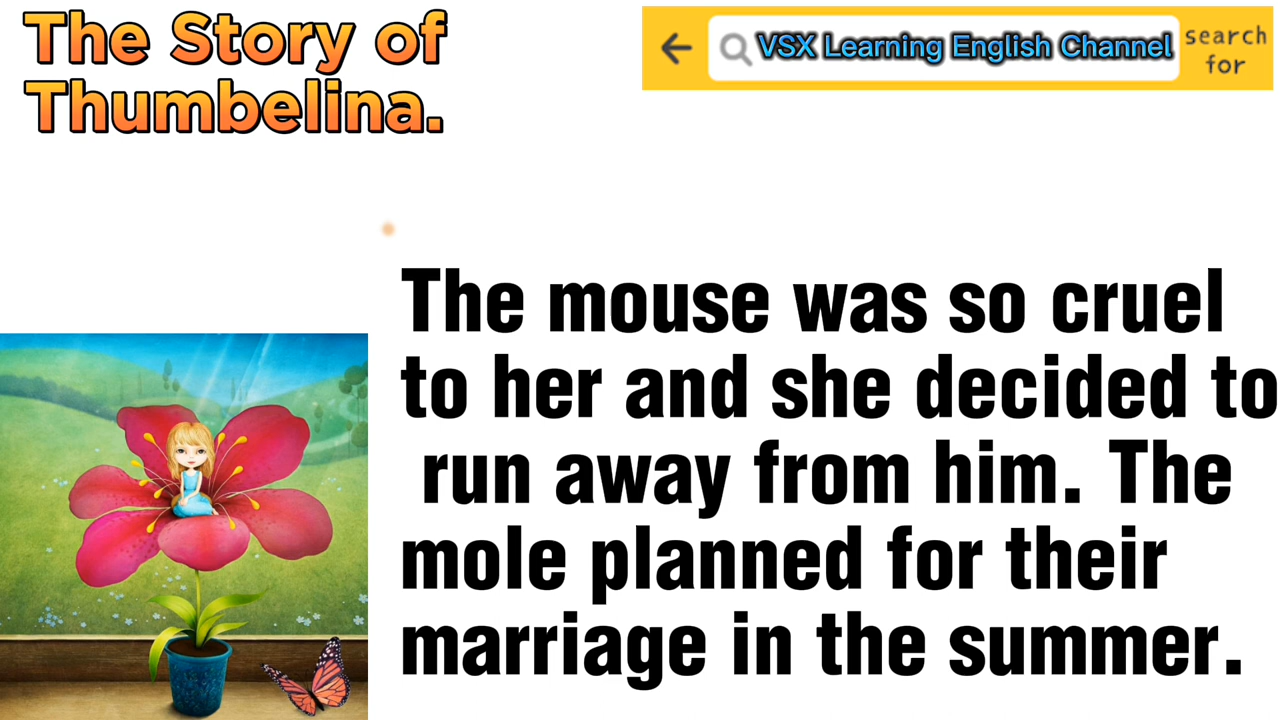 The Story of
Thumbelina.
VSX Learning English Channel
search
for
The mouse was so cruel
to her and she decided to
run away from him. The
mole planned for their
marriage in the summer.